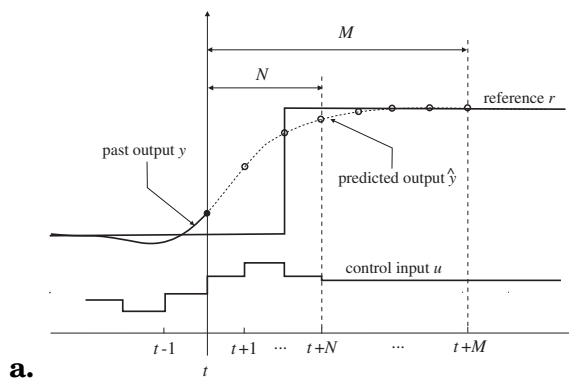 M
N
reference r
past output y
predicted output ŷ
control input u
t-1
t+1
...
t+N
...
t+M
t
a.